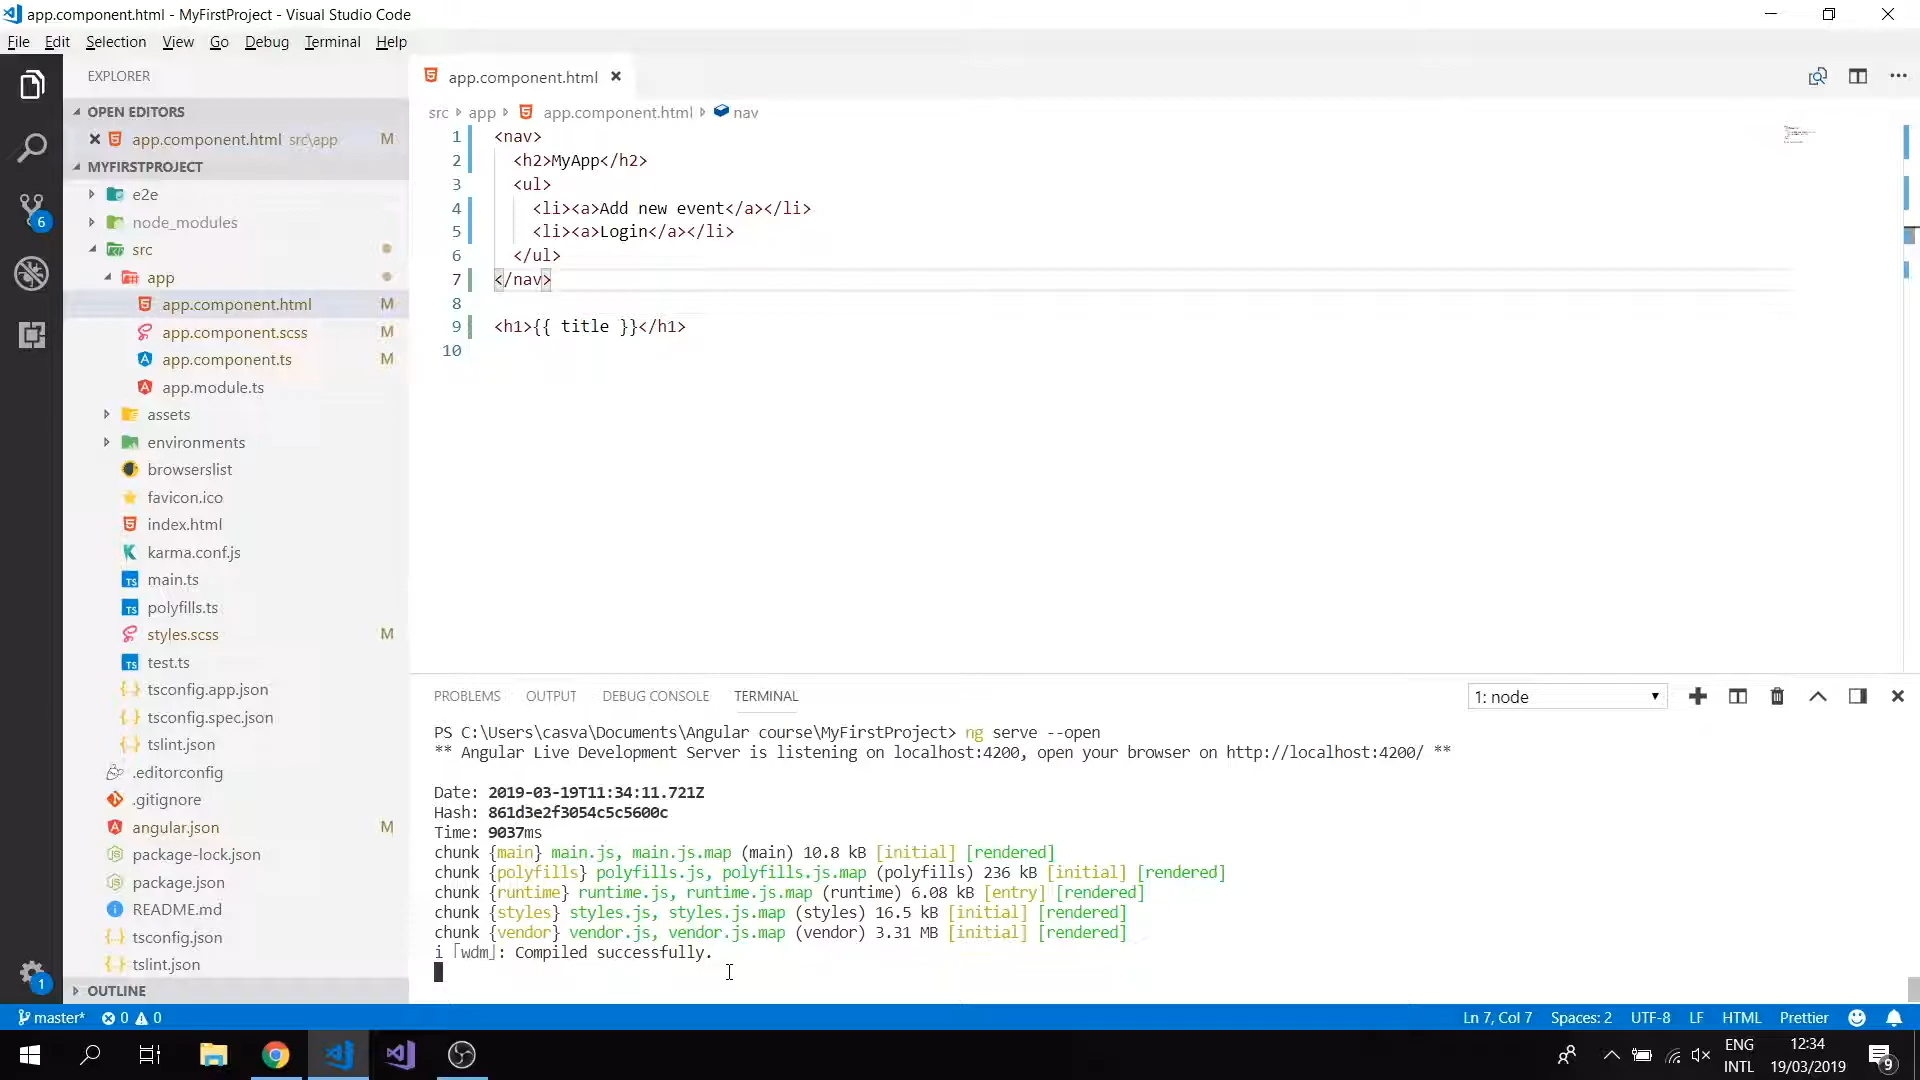 app.component.html - MyFirstProject - Visual Studio Code
File Edit Selection View Go Debug Terminal Help
EXPLORER
OPEN EDITORS
app.component.html src\app M
MYFIRSTPROJECT
e2e
node_modules
src
app
app.component.html M
app.component.scss M
app.component.ts M
app.module.ts
assets
environments
browserslist
favicon.ico
index.html
karma.conf.js
main.ts
polyfills.ts
styles.scss M
test.ts
tsconfig.app.json
tsconfig.spec.json
tslint.json
.editorconfig
.gitignore
angular.json M
package-lock.json
package.json
README.md
tsconfig.json
tslint.json
OUTLINE
6
1
app.component.html
src app app.component.html nav
1 <nav>
2 <h2>MyApp</h2>
3 <ul>
4 <li><a>Add new event</a></li>
5 <li><a>Login</a></li>
6 </ul>
7 </nav>
8
9 <h1>{{ title }}</h1>
10
PROBLEMS OUTPUT DEBUG CONSOLE TERMINAL 1: node
PS C:\Users\casva\Documents\Angular course\MyFirstProject> ng serve --open
** Angular Live Development Server is listening on localhost:4200, open your browser on http://localhost:4200/ **
Date: 2019-03-19T11:34:11.721Z
Hash: 861d3e2f3054c5c5600c
Time: 9037ms
chunk {main} main.js, main.js.map (main) 10.8 kB [initial] [rendered]
chunk {polyfills} polyfills.js, polyfills.js.map (polyfills) 236 kB [initial] [rendered]
chunk {runtime} runtime.js, runtime.js.map (runtime) 6.08 kB [entry] [rendered]
chunk {styles} styles.js, styles.js.map (styles) 16.5 kB [initial] [rendered]
chunk {vendor} vendor.js, vendor.js.map (vendor) 3.31 MB [initial] [rendered]
i ｢wdm｣: Compiled successfully.
master* 0 0 Ln 7, Col 7 Spaces: 2 UTF-8 LF HTML Prettier
ENG
INTL
12:34
19/03/2019
9